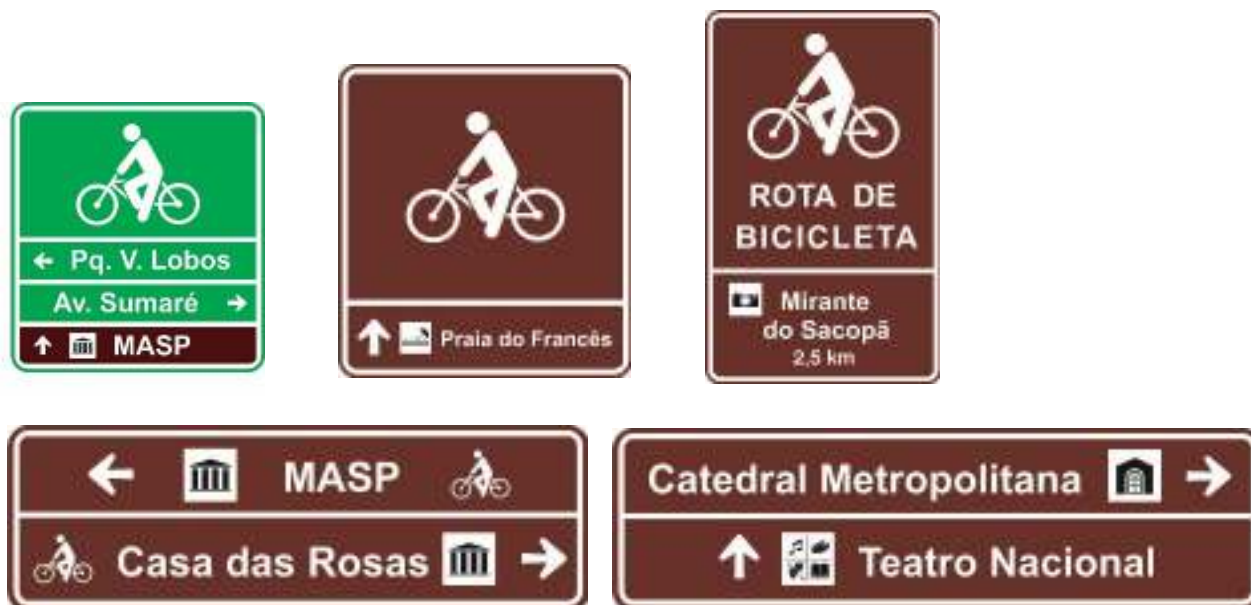 Pq. V. Lobos
Av. Sumaré
MASP
Praia do Francês
ROTA DE
BICICLETA
Mirante
do Sacopã
2,5 km
MASP
Casa das Rosas
Catedral Metropolitana
Teatro Nacional